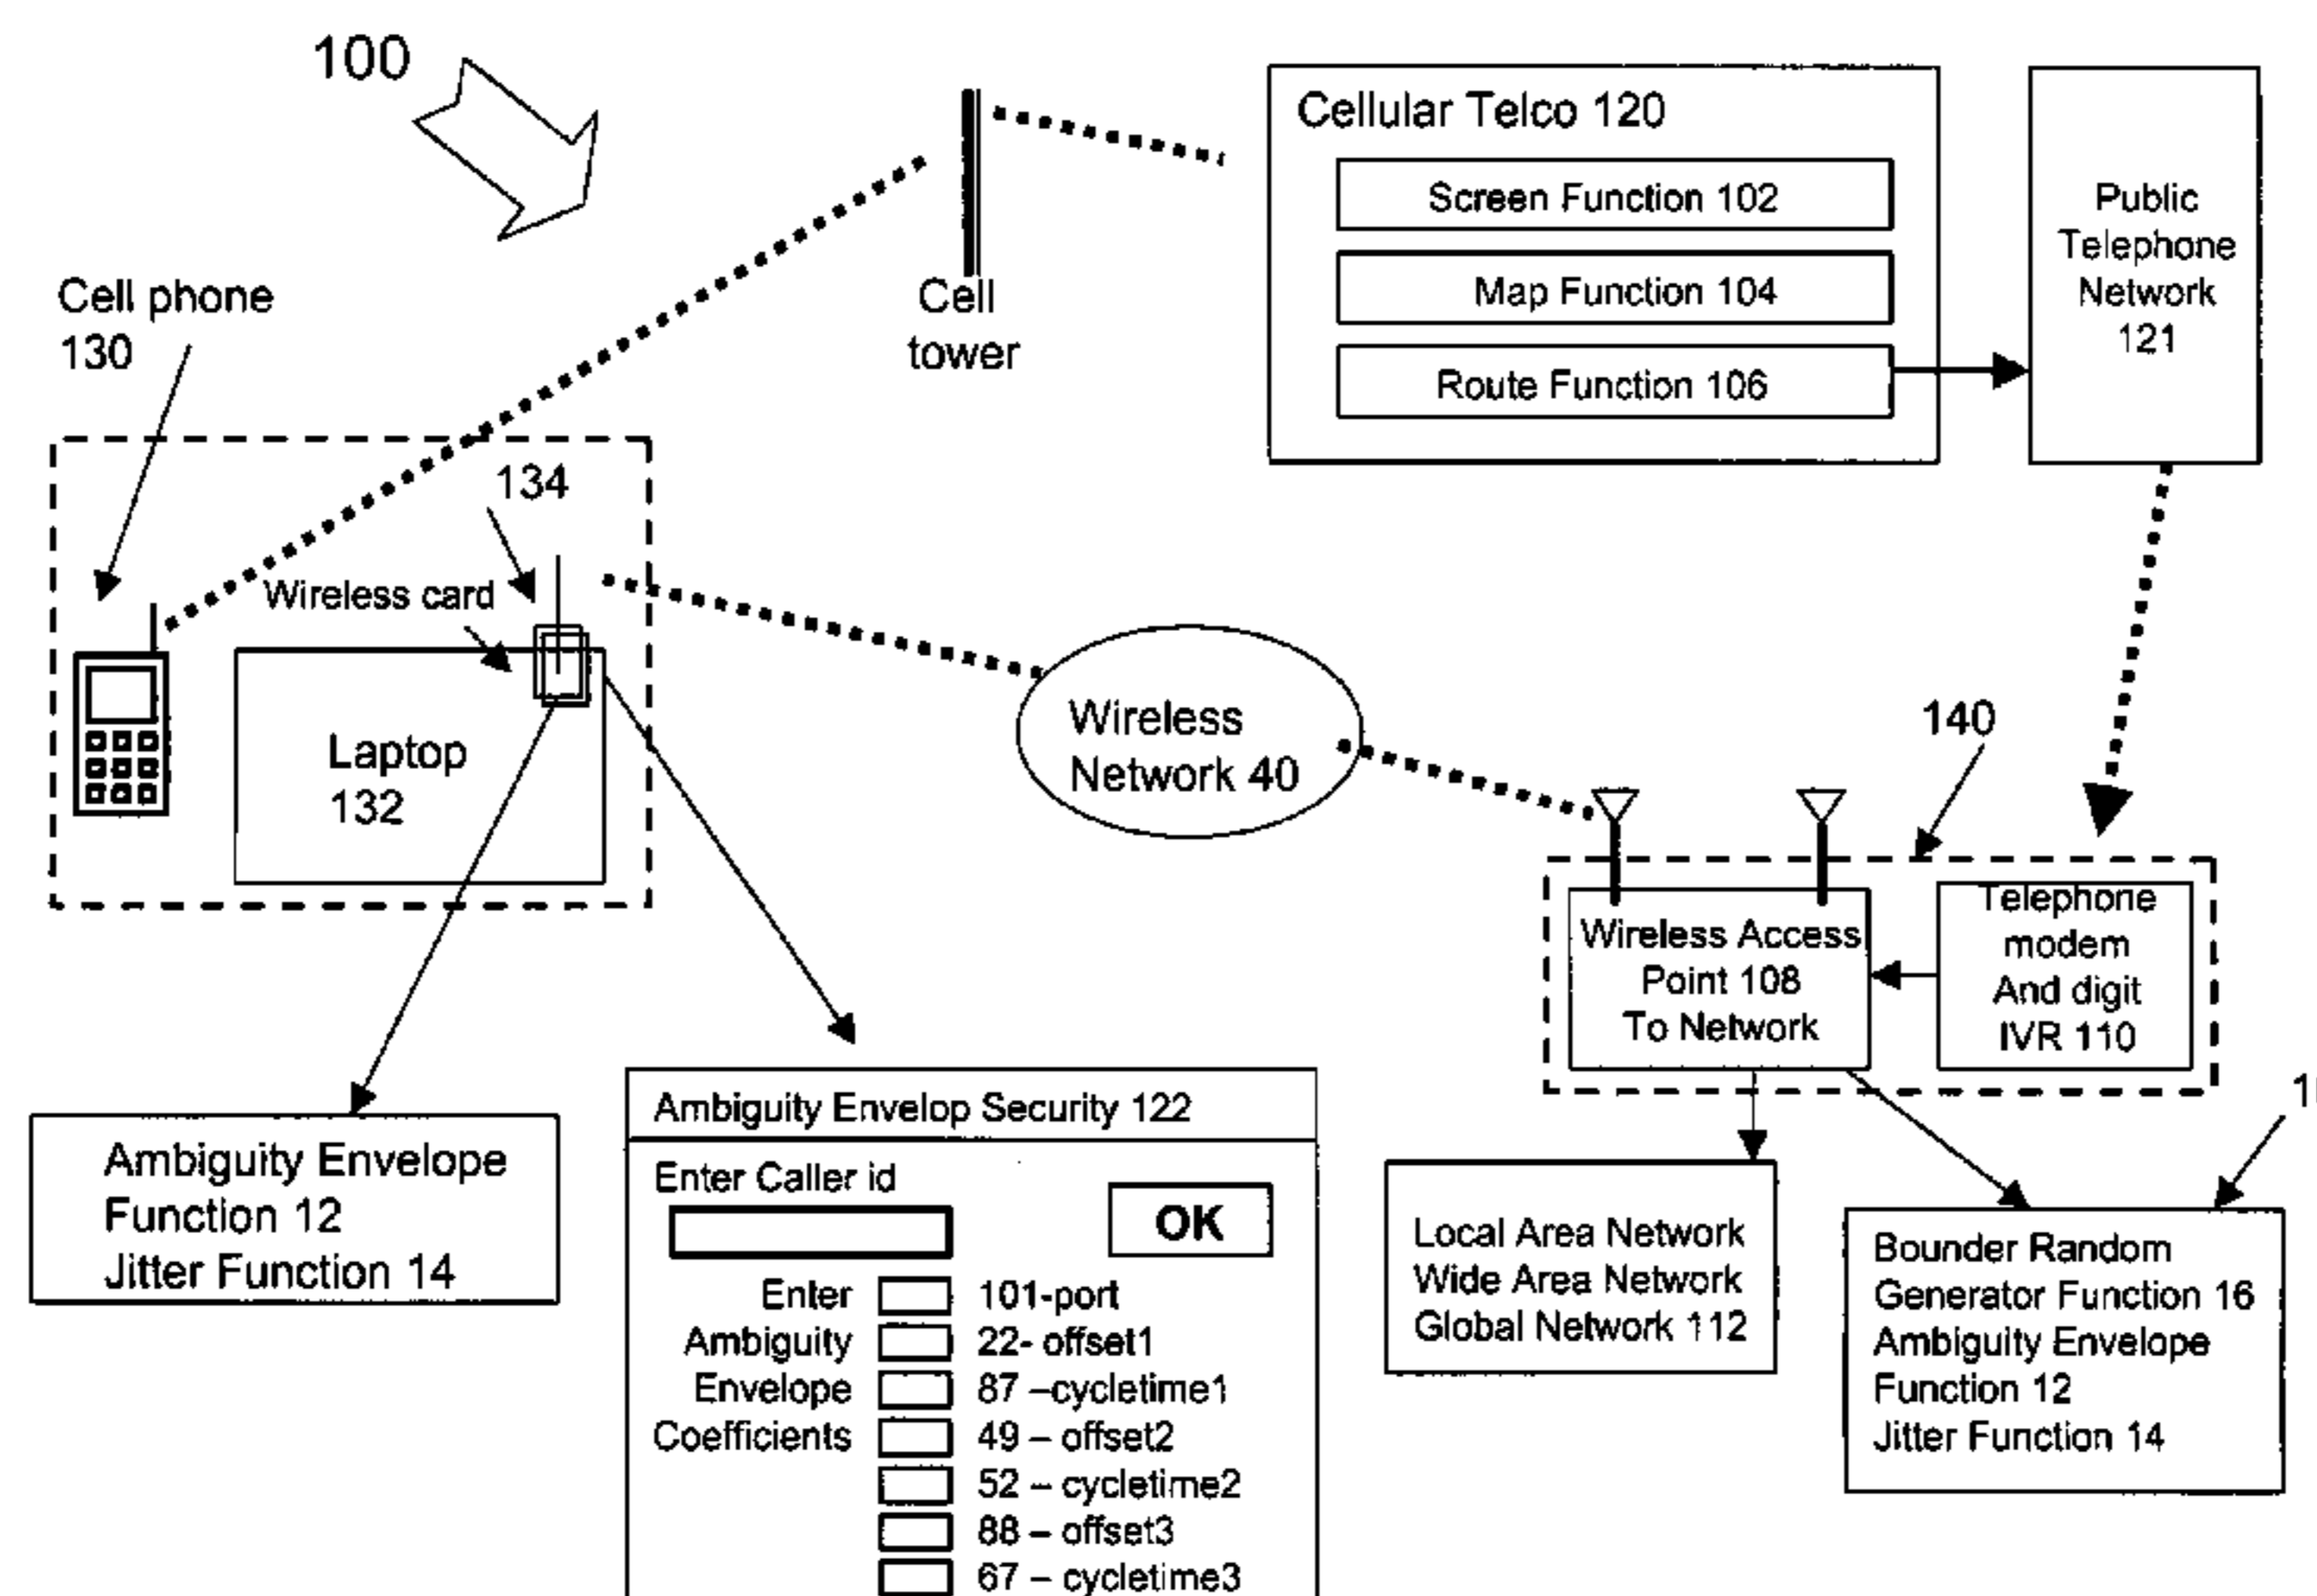 100
Cellular Telco 120
Screen Function 102
Map Function 104
Route Function 106
Public
Telephone
Network
121
Cell phone
130
Cell
tower
134
Wireless card
Laptop
132
Wireless
Network 40
140
Wireless Access
Point 108
To Network
Telephone
modem
And digit
IVR 110
Ambiguity Envelope
Function 12
Jitter Function 14
Ambiguity Envelop Security 122
Enter Caller id
OK
Enter
Ambiguity
Envelope
Coefficients
101-port
22- offset1
87 –cycletime1
49 – offset2
52 – cycletime2
88 – offset3
67 – cycletime3
Local Area Network
Wide Area Network
Global Network 112
Bounder Random
Generator Function 16
Ambiguity Envelope
Function 12
Jitter Function 14